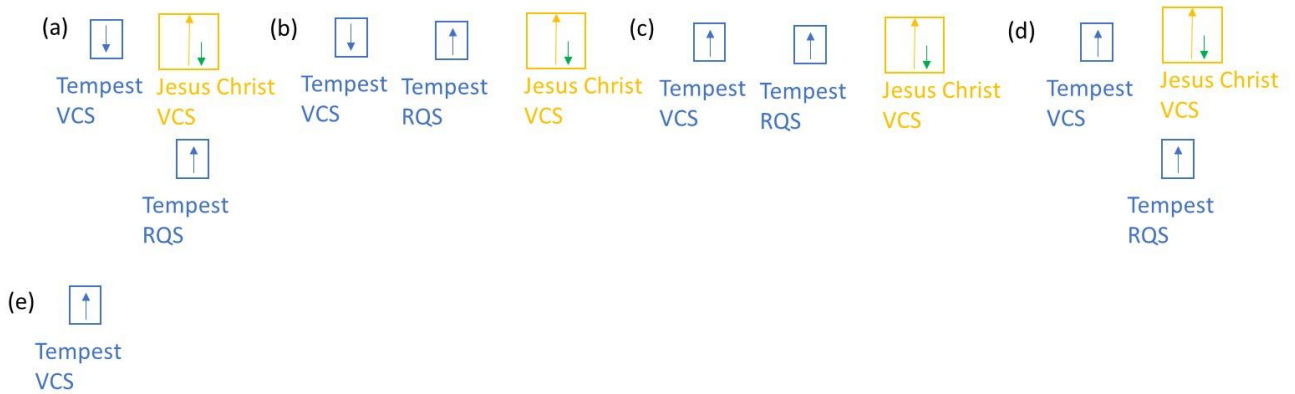 (a)
Tempest
VCS
Jesus Christ
VCS
Tempest
RQS
(b)
Tempest
VCS
Tempest
RQS
Jesus Christ
VCS
(c)
Tempest
VCS
Tempest
RQS
Jesus Christ
VCS
(d)
Tempest
VCS
Jesus Christ
VCS
Tempest
RQS
(e)
Tempest
VCS